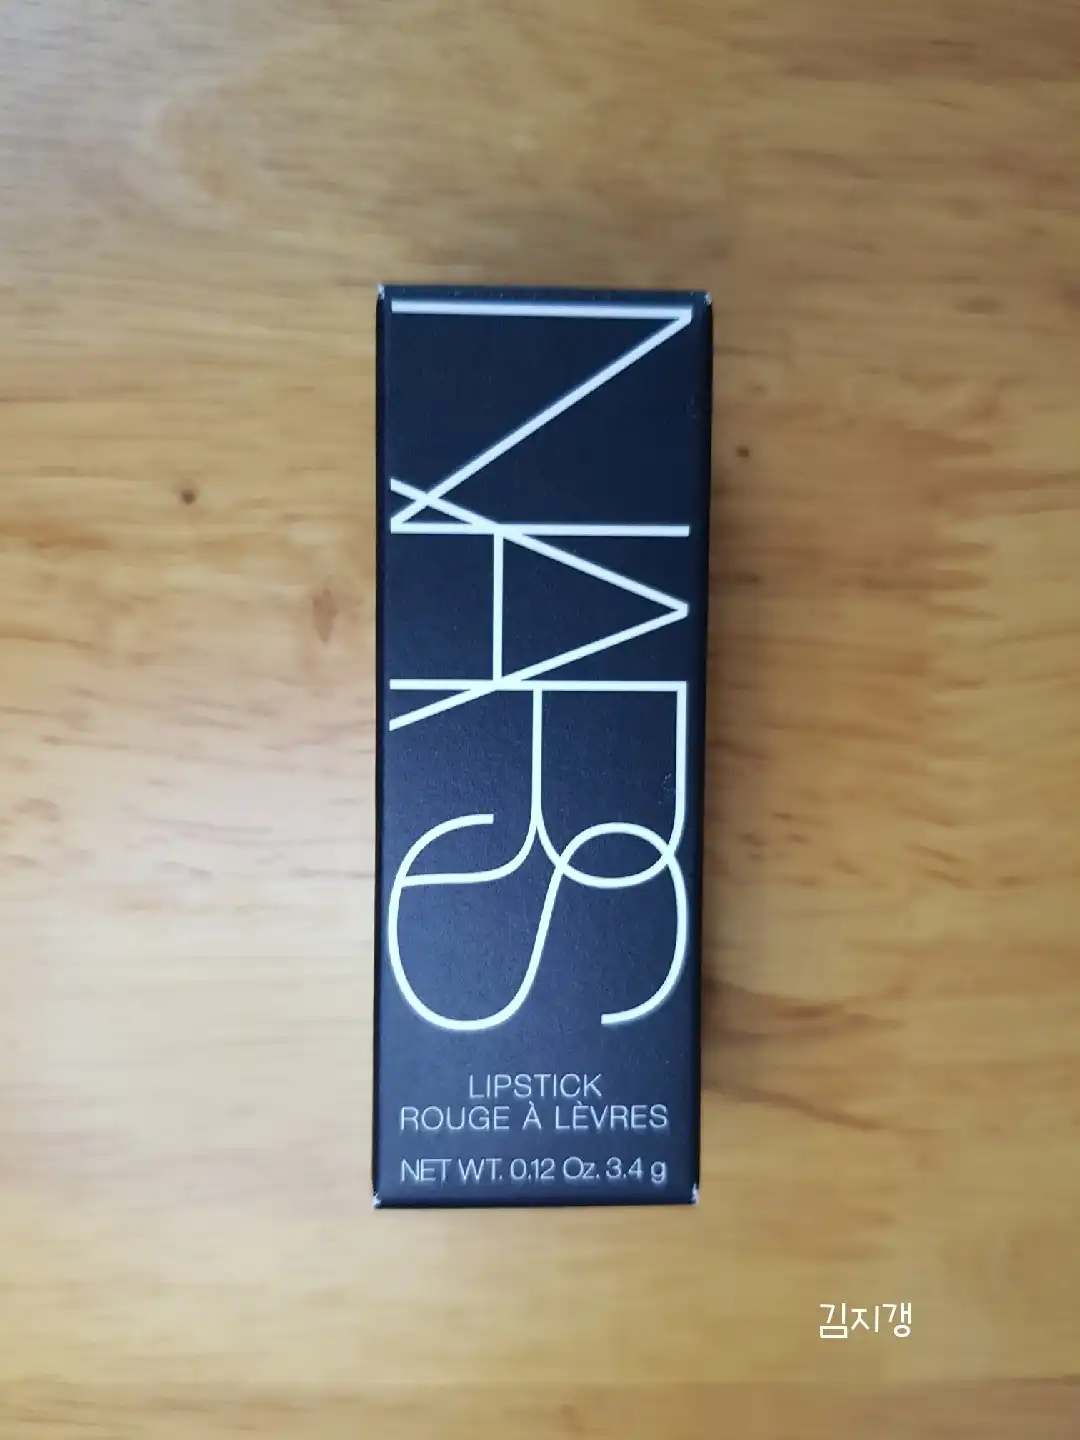 NARS
LIPSTICK
ROUGE À LÈVRES
NET WT. 0.12 Oz. 3.4 g
김지갱